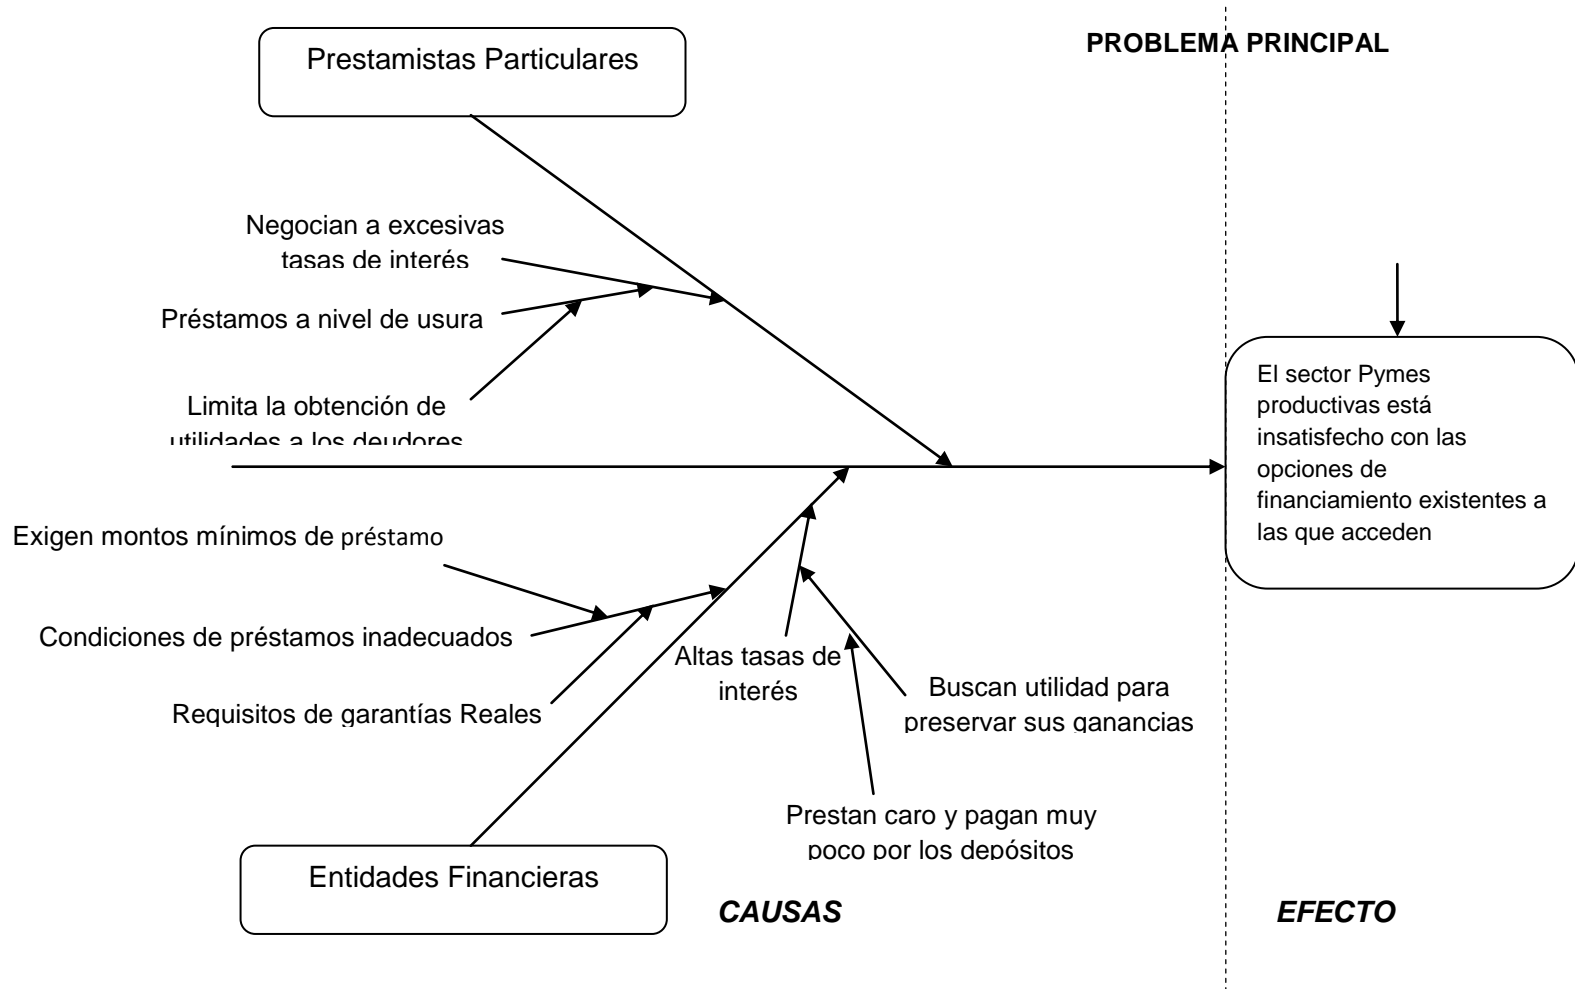 Prestamistas Particulares
PROBLEMA PRINCIPAL
Negocian a excesivas
tasas de interés
Préstamos a nivel de usura
Limita la obtención de
utilidades a los deudores
El sector Pymes
productivas está
insatisfecho con las
opciones de
financiamiento existentes a
las que acceden
Exigen montos mínimos de préstamo
Condiciones de préstamos inadecuados
Requisitos de garantías Reales
Altas tasas de
interés
Buscan utilidad para
preservar sus ganancias
Prestan caro y pagan muy
poco por los depósitos
Entidades Financieras
CAUSAS
EFECTO